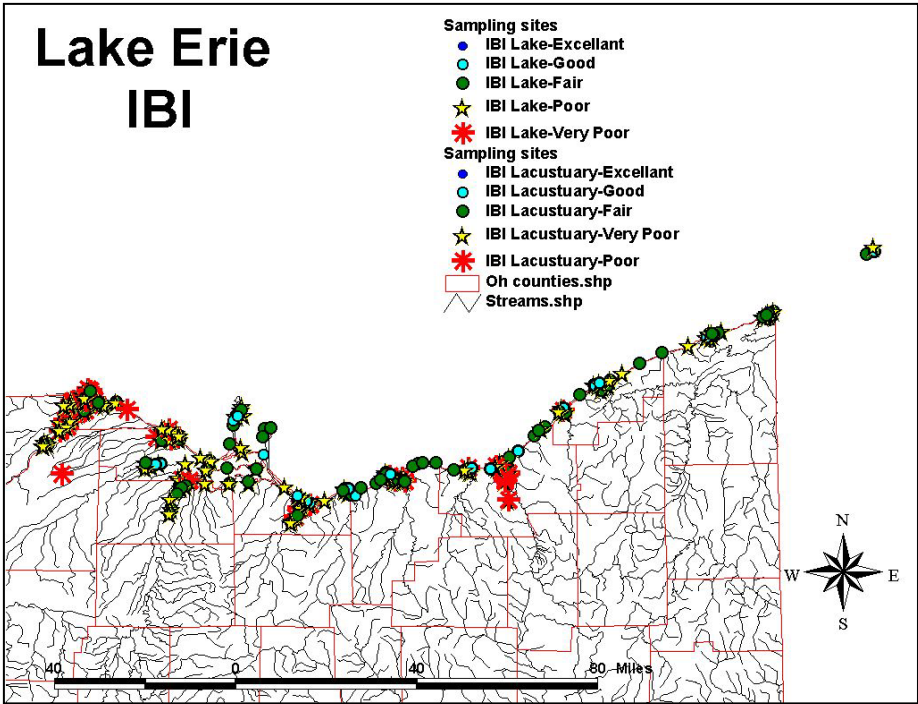 Lake Erie
IBI
Sampling sites
IBI Lake-Excellant
IBI Lake-Good
IBI Lake-Fair
IBI Lake-Poor
IBI Lake-Very Poor
Sampling sites
IBI Lacustuary-Excellant
IBI Lacustuary-Good
IBI Lacustuary-Fair
IBI Lacustuary-Very Poor
IBI Lacustuary-Poor
Oh counties.shp
Streams.shp
N
W E
S
40 0 40 80 Miles